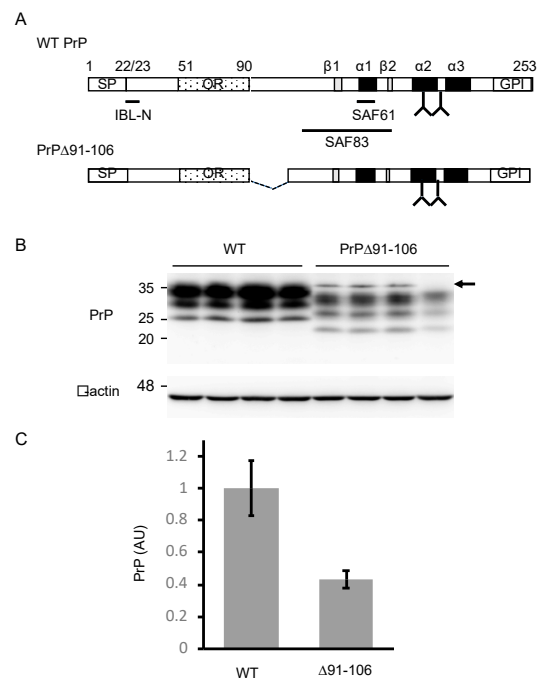 A
WT PrP
1 22/23 51 90 β1 α1 β2 α2 α3 253
SP OR GPI
IBL-N SAF61
SAF83
PrPΔ91-106
SP OR GPI
B
WT PrPΔ91-106
35
PrP
25
20
48
□-actin
C
1.2
1
0.8
0.6
0.4
0.2
0
PrP (AU)
WT Δ91-106